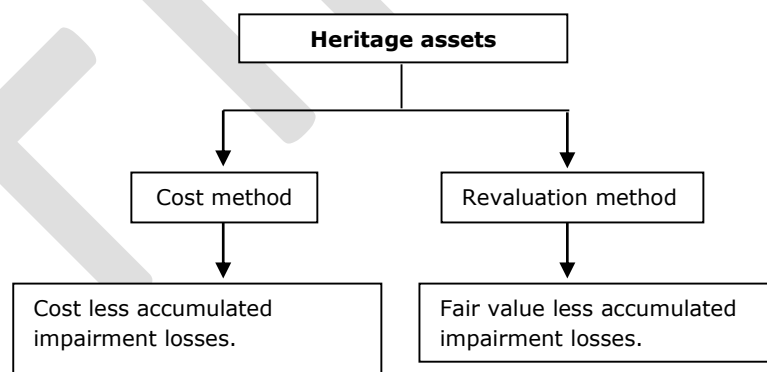 Heritage assets
Cost method
Revaluation method
Cost less accumulated
impairment losses.
Fair value less accumulated
impairment losses.